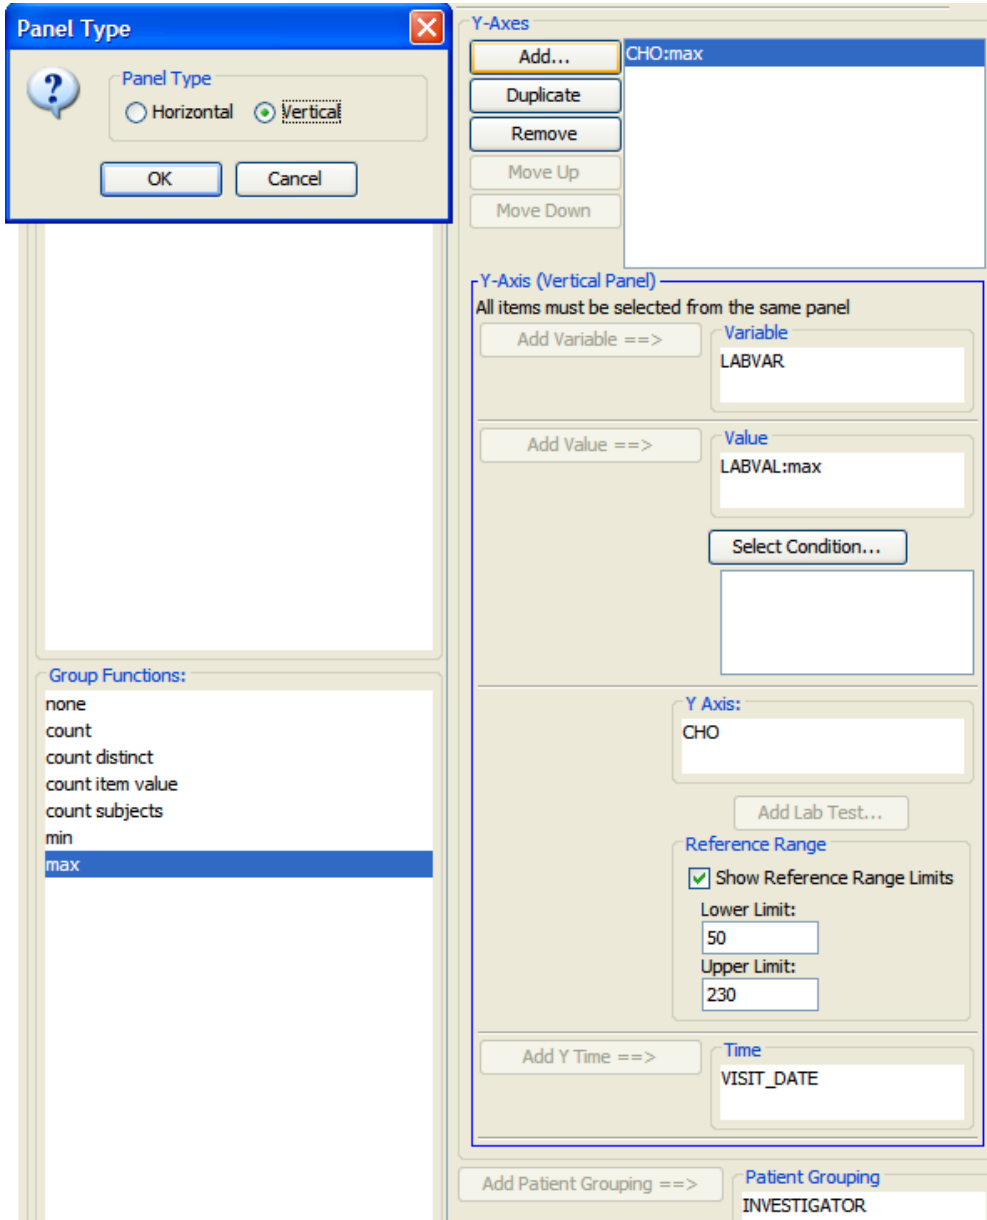 Panel Type
Panel Type
Horizontal
Vertical
OK
Cancel
Y-Axes
Add...
Duplicate
Remove
Move Up
Move Down
CHO:max
Y-Axis (Vertical Panel)
All items must be selected from the same panel
Add Variable ==>
Variable
LABVAR
Add Value ==>
Value
LABVAL:max
Select Condition...
Group Functions:
none
count
count distinct
count item value
count subjects
min
max
Y Axis:
CHO
Add Lab Test...
Reference Range
Show Reference Range Limits
Lower Limit:
50
Upper Limit:
230
Add Y Time ==>
Time
VISIT_DATE
Add Patient Grouping ==>
Patient Grouping
INVESTIGATOR